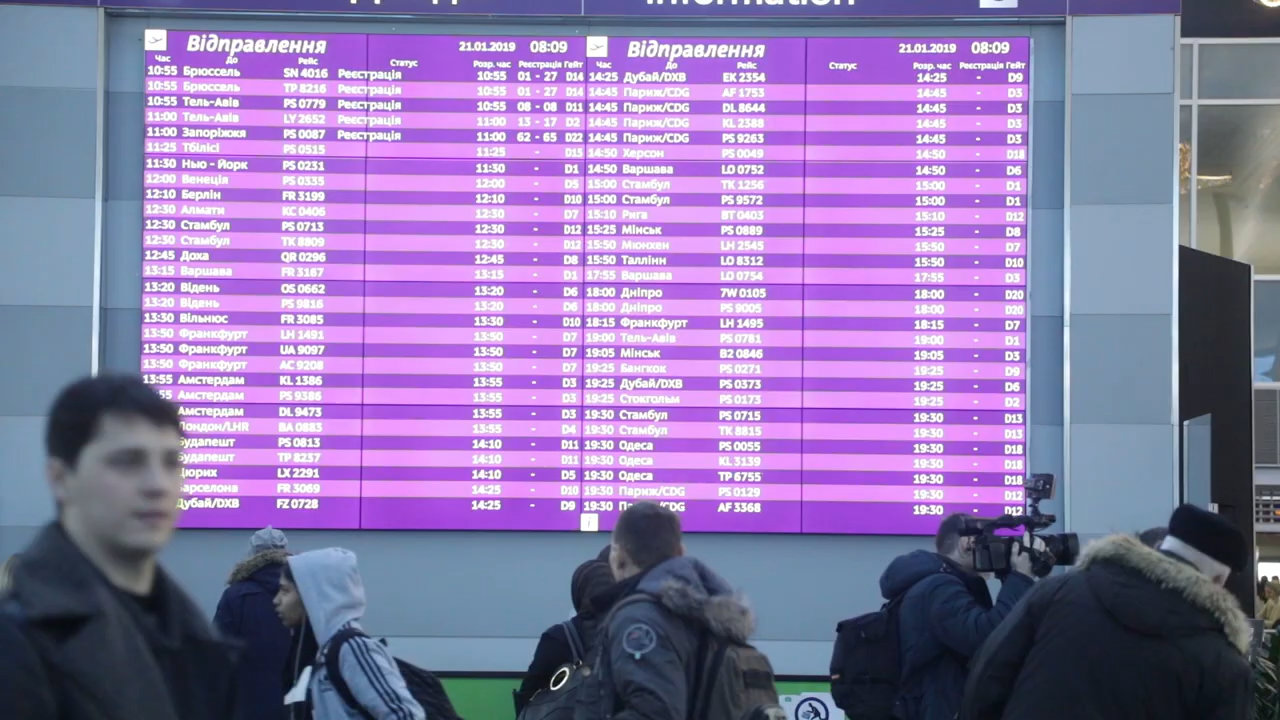 Information
Відправлення 21.01.2019 08:09
Час До Рейс Статус Розр. час Реєстрація Гейт
10:55 Брюссель SN 4016 Реєстрація 10:55 01 - 27 D14
10:55 Брюссель TP 8216 Реєстрація 10:55 01 - 27 D14
10:55 Тель-Авів PS 0779 Реєстрація 10:55 08 - 08 D11
11:00 Тель-Авів LY 2652 Реєстрація 11:00 13 - 17 D2
11:00 Запоріжжя PS 0087 Реєстрація 11:00 62 - 65 D22
11:25 Тбілісі PS 0515 11:25 - D15
11:30 Нью - Йорк PS 0231 11:30 - D1
12:00 Венеція PS 0335 12:00 - D5
12:10 Берлін FR 3199 12:10 - D10
12:30 Алмати KC 0406 12:30 - D7
12:30 Стамбул PS 0713 12:30 - D12
12:30 Стамбул TK 8809 12:30 - D12
12:45 Доха QR 0296 12:45 - D8
13:15 Варшава FR 3167 13:15 - D1
13:20 Відень OS 0662 13:20 - D6
13:20 Відень PS 9816 13:20 - D6
13:30 Вільнюс FR 3085 13:30 - D10
13:50 Франкфурт LH 1491 13:50 - D7
13:50 Франкфурт UA 9097 13:50 - D7
13:50 Франкфурт AC 9208 13:50 - D7
13:55 Амстердам KL 1386 13:55 - D3
:55 Амстердам PS 9386 13:55 - D3
Амстердам DL 9473 13:55 - D3
Лондон/LHR BA 0883 13:55 - D4
Будапешт PS 0813 14:10 - D11
Будапешт TP 8237 14:10 - D11
Цюрих LX 2291 14:10 - D5
Барселона FR 3069 14:25 - D10
Дубай/DXB FZ 0728 14:25 - D9
Відправлення 21.01.2019 08:09
Час До Рейс Статус Розр. час Реєстрація Гейт
14:25 Дубай/DXB EK 2354 14:25 - D9
14:45 Париж/CDG AF 1753 14:45 - D3
14:45 Париж/CDG DL 8644 14:45 - D3
14:45 Париж/CDG KL 2388 14:45 - D3
14:45 Париж/CDG PS 9263 14:45 - D3
14:50 Херсон PS 0049 14:50 - D18
14:50 Варшава LO 0752 14:50 - D6
15:00 Стамбул TK 1256 15:00 - D1
15:00 Стамбул PS 9572 15:00 - D1
15:10 Рига BT 0403 15:10 - D12
15:25 Мінськ PS 0889 15:25 - D8
15:50 Мюнхен LH 2545 15:50 - D7
15:50 Таллінн LO 8312 15:50 - D10
17:55 Варшава LO 0754 17:55 - D3
18:00 Дніпро 7W 0105 18:00 - D20
18:00 Дніпро PS 9005 18:00 - D20
18:15 Франкфурт LH 1495 18:15 - D7
19:00 Тель-Авів PS 0781 19:00 - D1
19:05 Мінськ B2 0846 19:05 - D3
19:25 Бангкок PS 0271 19:25 - D9
19:25 Дубай/DXB PS 0373 19:25 - D6
19:25 Стокгольм PS 0173 19:25 - D2
19:30 Стамбул PS 0715 19:30 - D13
19:30 Стамбул TK 8815 19:30 - D13
19:30 Одеса PS 0055 19:30 - D18
19:30 Одеса KL 3139 19:30 - D18
19:30 Одеса TP 6755 19:30 - D18
19:30 Париж/CDG PS 0129 19:30 - D12
19:30 /CDG AF 3368 19:30 - D12